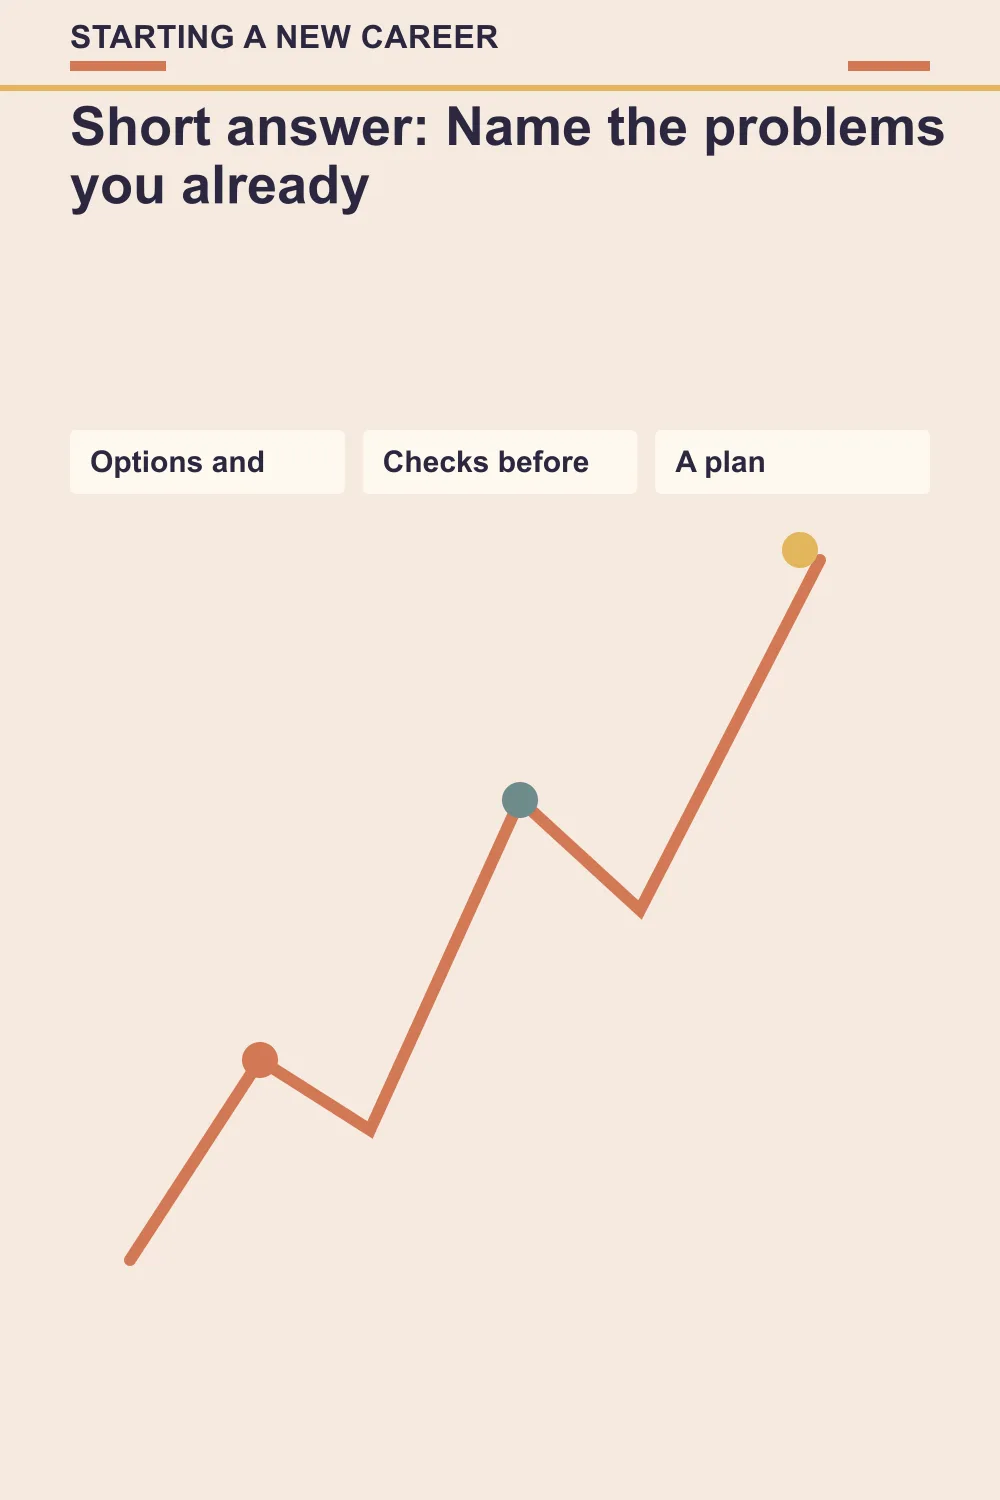 STARTING A NEW CAREER
Short answer: Name the problems
you already
Options and
Checks before
A plan